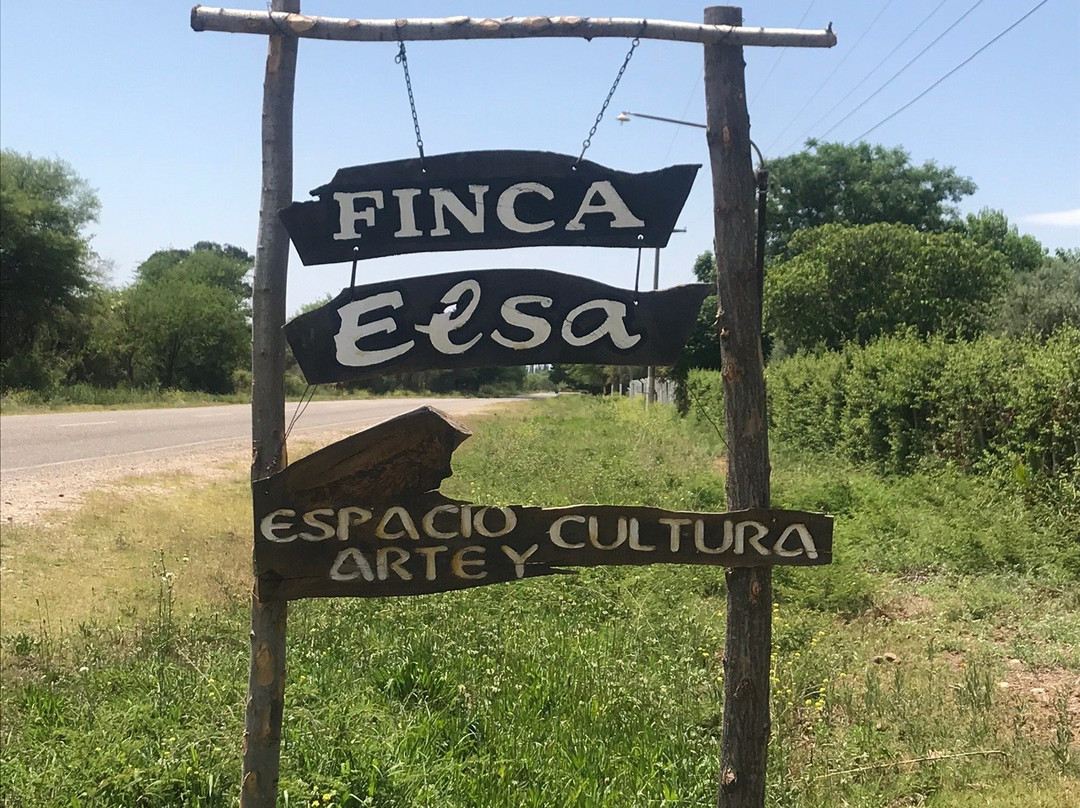 FINCA
Elsa
ESPACIO CULTURA
ARTE Y